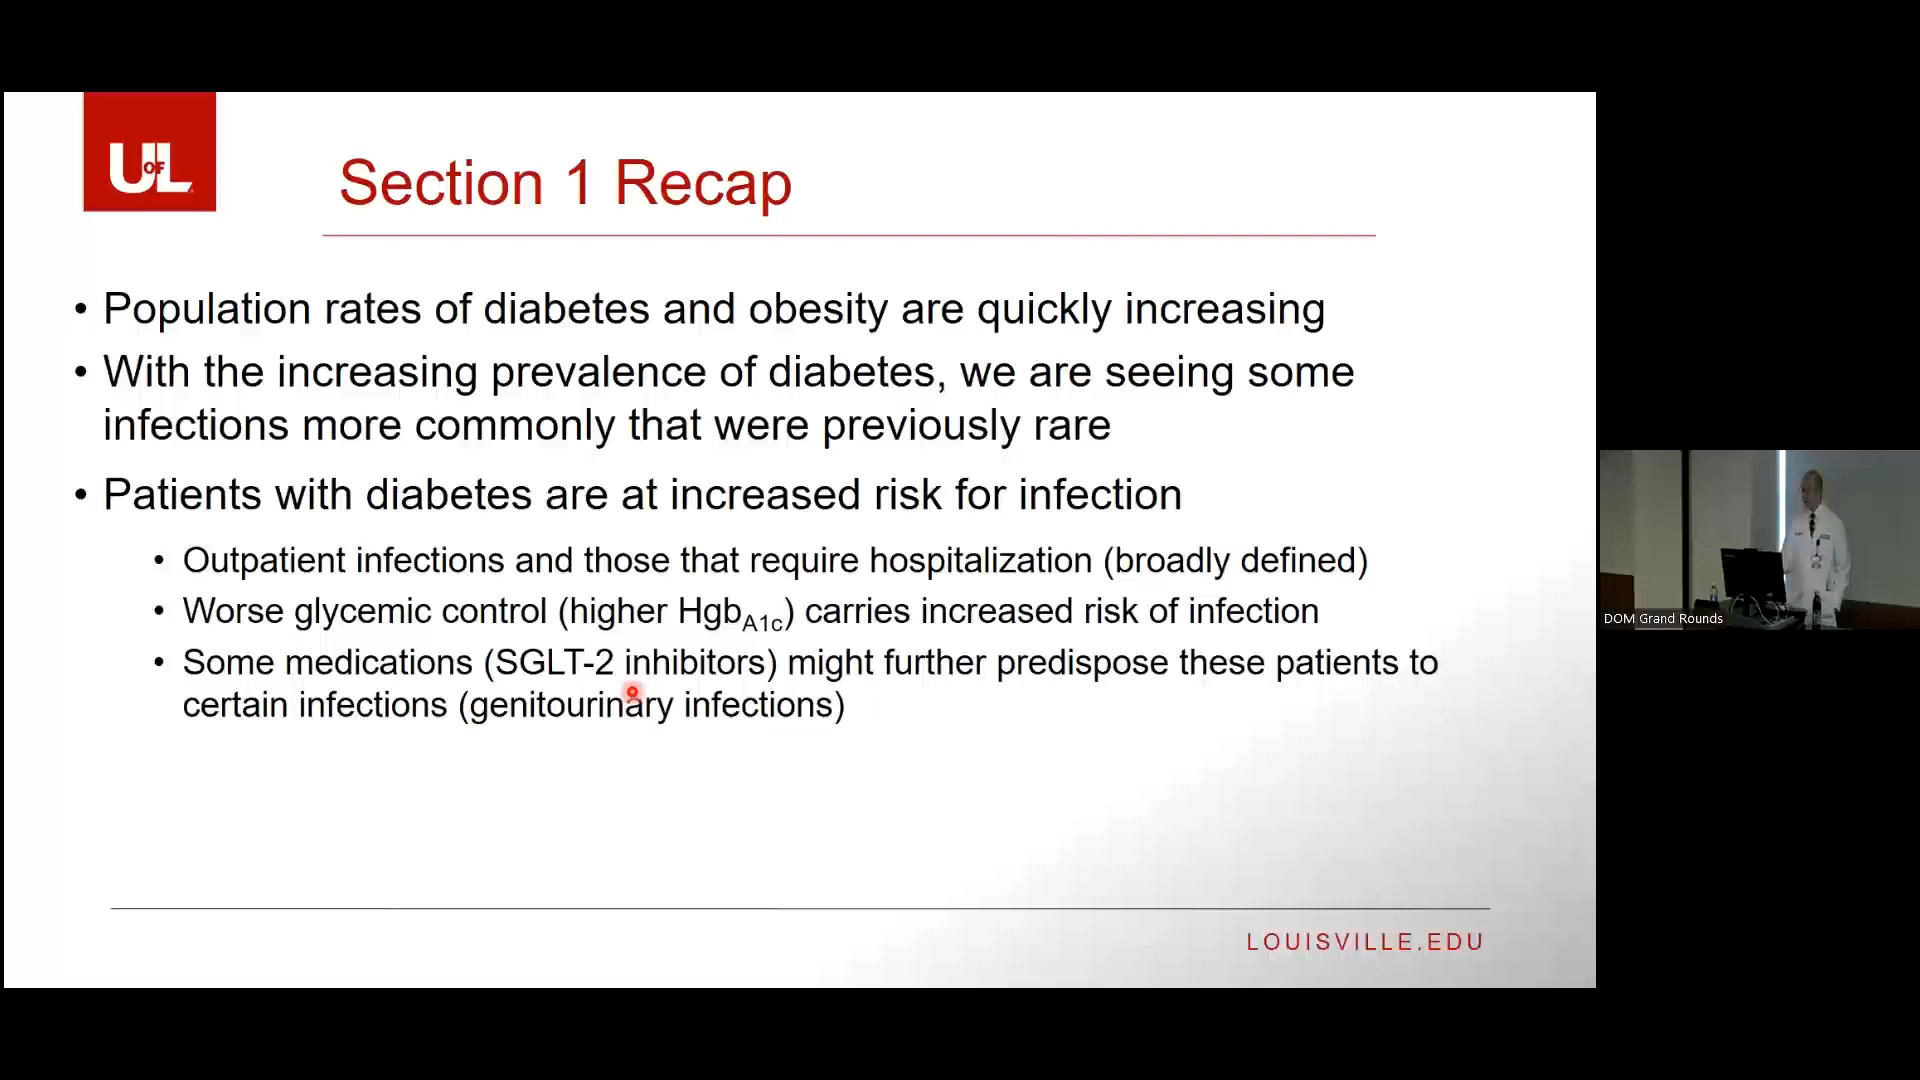 UofL
Section 1 Recap
• Population rates of diabetes and obesity are quickly increasing
• With the increasing prevalence of diabetes, we are seeing some
infections more commonly that were previously rare
• Patients with diabetes are at increased risk for infection
• Outpatient infections and those that require hospitalization (broadly defined)
• Worse glycemic control (higher HgbA1c) carries increased risk of infection
• Some medications (SGLT-2 inhibitors) might further predispose these patients to
certain infections (genitourinary infections)
LOUISVILLE.EDU
DOM Grand Rounds